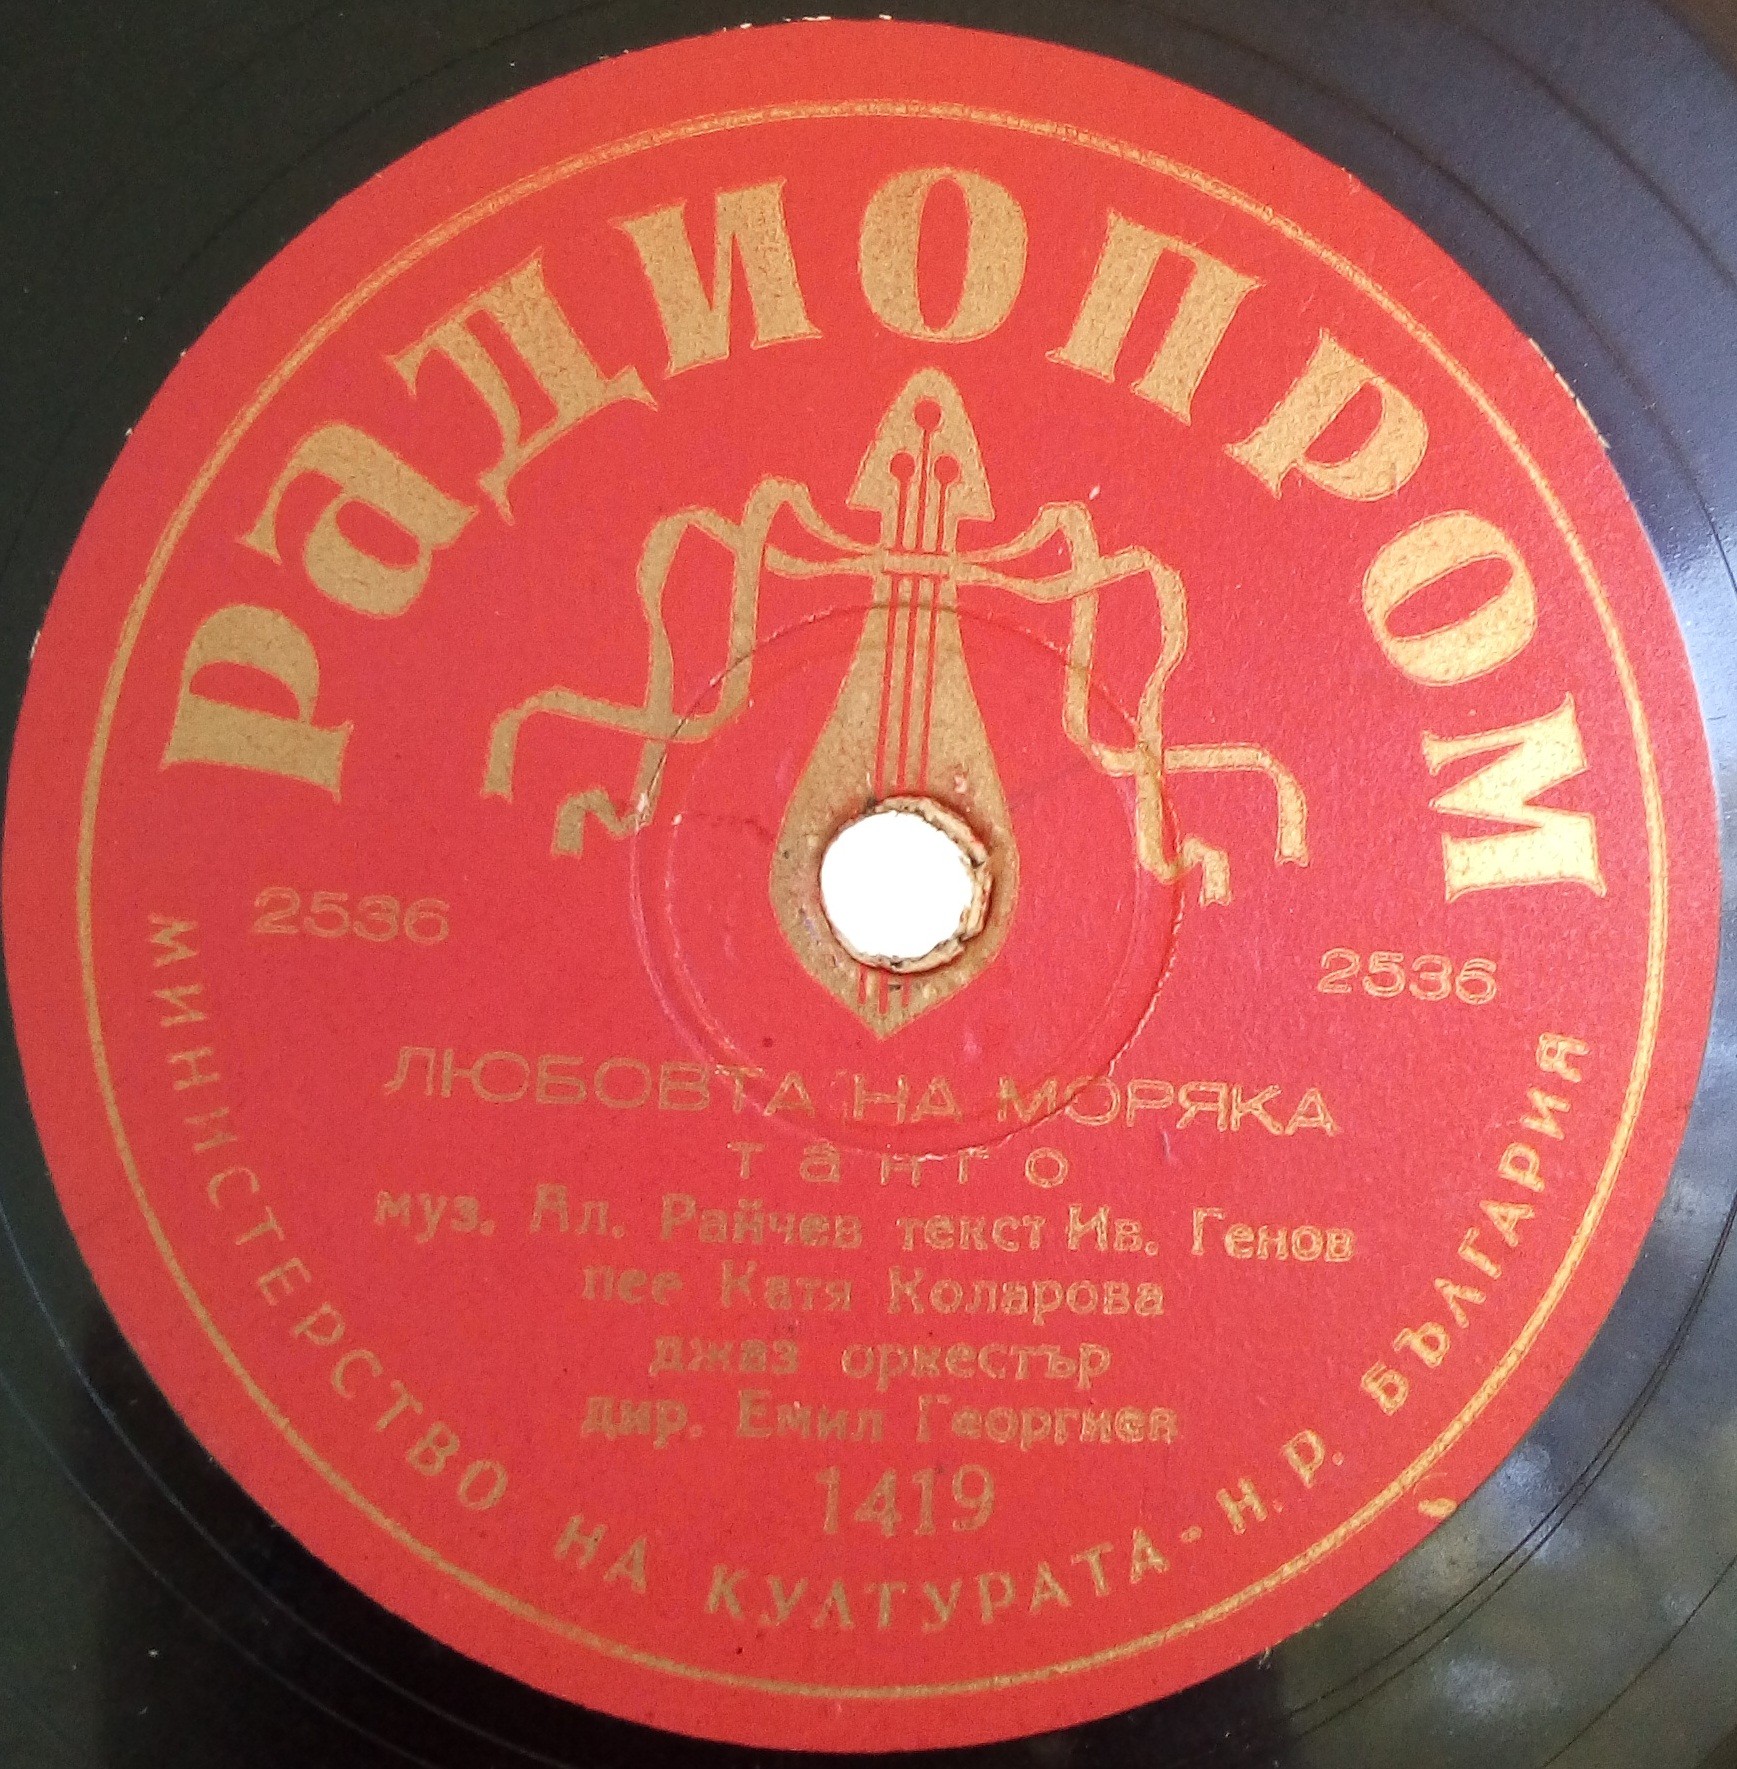 Радиопром
2536 2536
ЛЮБОВТА НА МОРЯКА
танго
муз. Ал. Райчев текст Ив. Генов
пее Катя Коларова
джаз оркестър
дир. Емил Георгиев
1419
МИНИСТЕРСТВО НА КУЛТУРАТА - Н. Р. БЪЛГАРИЯ